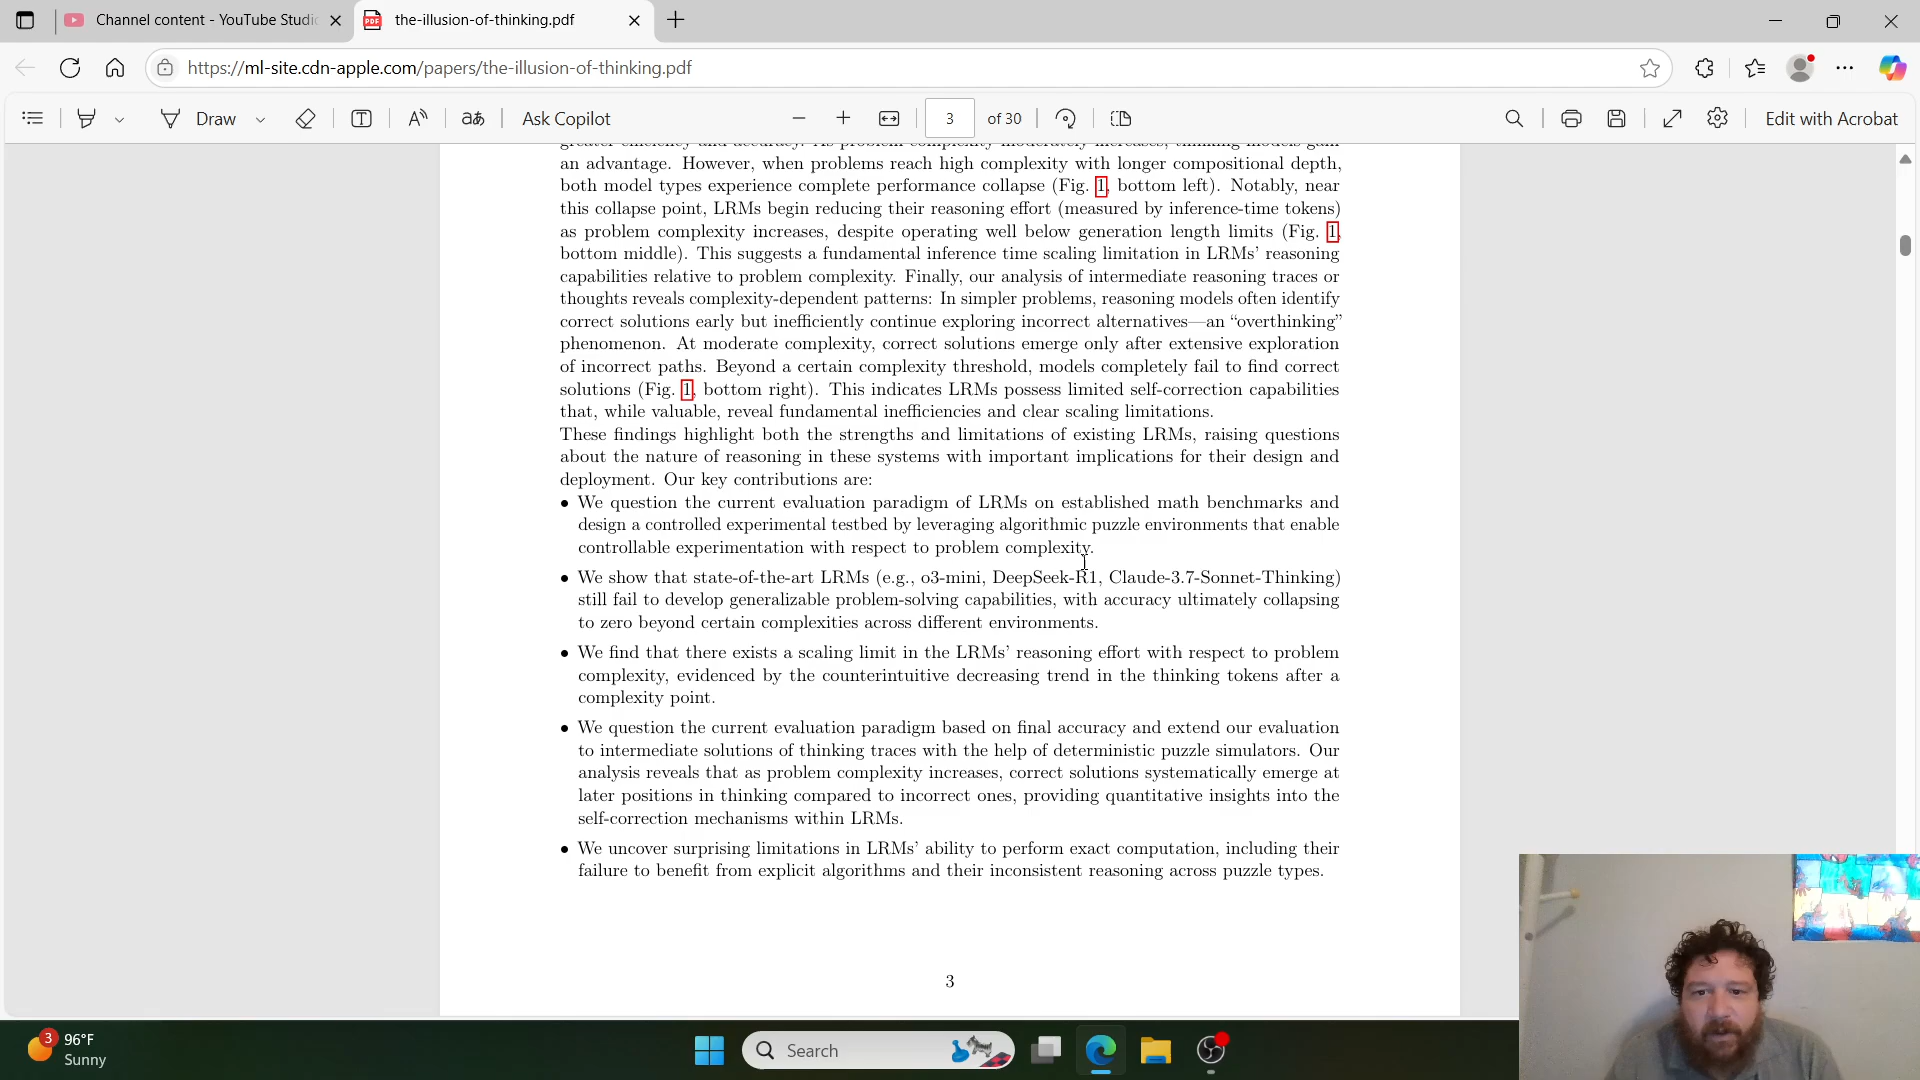 Channel content - YouTube Studi
the-illusion-of-thinking.pdf
https://ml-site.cdn-apple.com/papers/the-illusion-of-thinking.pdf
Draw
Ask Copilot
3 of 30
Edit with Acrobat
greater efficiency and accuracy. As problem complexity moderately increases, thinking models gain
an advantage. However, when problems reach high complexity with longer compositional depth,
both model types experience complete performance collapse (Fig. 1, bottom left). Notably, near
this collapse point, LRMs begin reducing their reasoning effort (measured by inference-time tokens)
as problem complexity increases, despite operating well below generation length limits (Fig. 1,
bottom middle). This suggests a fundamental inference time scaling limitation in LRMs’ reasoning
capabilities relative to problem complexity. Finally, our analysis of intermediate reasoning traces or
thoughts reveals complexity-dependent patterns: In simpler problems, reasoning models often identify
correct solutions early but inefficiently continue exploring incorrect alternatives—an “overthinking”
phenomenon. At moderate complexity, correct solutions emerge only after extensive exploration
of incorrect paths. Beyond a certain complexity threshold, models completely fail to find correct
solutions (Fig. 1, bottom right). This indicates LRMs possess limited self-correction capabilities
that, while valuable, reveal fundamental inefficiencies and clear scaling limitations.
These findings highlight both the strengths and limitations of existing LRMs, raising questions
about the nature of reasoning in these systems with important implications for their design and
deployment. Our key contributions are:
• We question the current evaluation paradigm of LRMs on established math benchmarks and
design a controlled experimental testbed by leveraging algorithmic puzzle environments that enable
controllable experimentation with respect to problem complexity.
• We show that state-of-the-art LRMs (e.g., o3-mini, DeepSeek-R1, Claude-3.7-Sonnet-Thinking)
still fail to develop generalizable problem-solving capabilities, with accuracy ultimately collapsing
to zero beyond certain complexities across different environments.
• We find that there exists a scaling limit in the LRMs’ reasoning effort with respect to problem
complexity, evidenced by the counterintuitive decreasing trend in the thinking tokens after a
complexity point.
• We question the current evaluation paradigm based on final accuracy and extend our evaluation
to intermediate solutions of thinking traces with the help of deterministic puzzle simulators. Our
analysis reveals that as problem complexity increases, correct solutions systematically emerge at
later positions in thinking compared to incorrect ones, providing quantitative insights into the
self-correction mechanisms within LRMs.
• We uncover surprising limitations in LRMs’ ability to perform exact computation, including their
failure to benefit from explicit algorithms and their inconsistent reasoning across puzzle types.
3
3
96°F
Sunny
Search